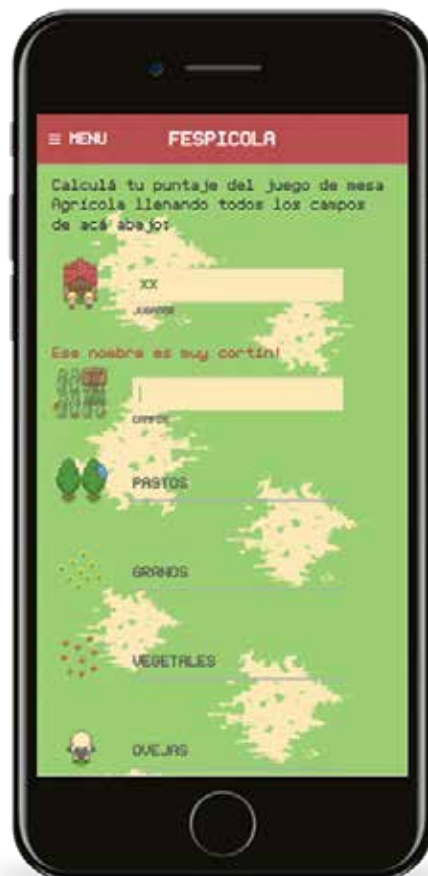 ≡ MENU FESPICOLA
Calculá tu puntaje del juego de mesa
Agrícola llenando todos los campos
de acá abajo:
XX
JUGADOR
Ese nombre es muy cortín!
CAMPOS
PASTOS
GRANOS
VEGETALES
OVEJAS